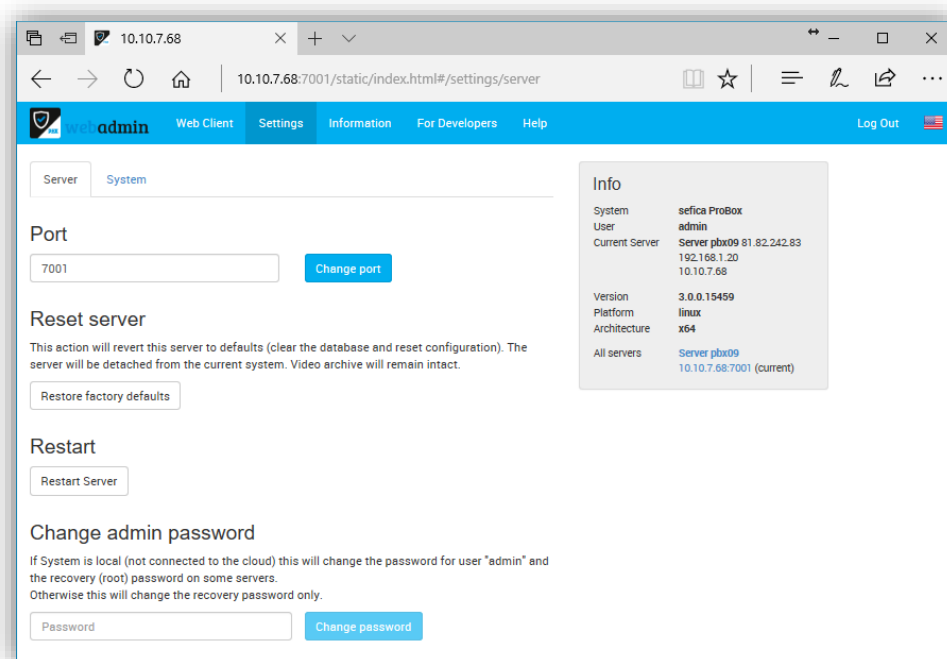 10.10.7.68
10.10.7.68:7001/static/index.html#/settings/server
webadmin Web Client Settings Information For Developers Help Log Out
Server System
Port
7001 Change port
Reset server
This action will revert this server to defaults (clear the database and reset configuration). The
server will be detached from the current system. Video archive will remain intact.
Restore factory defaults
Restart
Restart Server
Change admin password
If System is local (not connected to the cloud) this will change the password for user "admin" and
the recovery (root) password on some servers.
Otherwise this will change the recovery password only.
Password Change password
Info
System sefica ProBox
User admin
Current Server Server pbx09 81.82.242.83
192.168.1.20
10.10.7.68
Version 3.0.0.15459
Platform linux
Architecture x64
All servers Server pbx09
10.10.7.68:7001 (current)